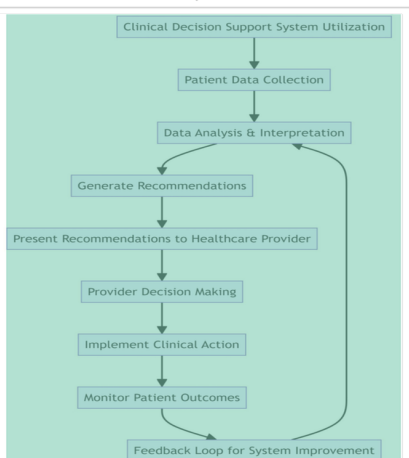 Clinical Decision Support System Utilization
Patient Data Collection
Data Analysis & Interpretation
Generate Recommendations
Present Recommendations to Healthcare Provider
Provider Decision Making
Implement Clinical Action
Monitor Patient Outcomes
Feedback Loop for System Improvement